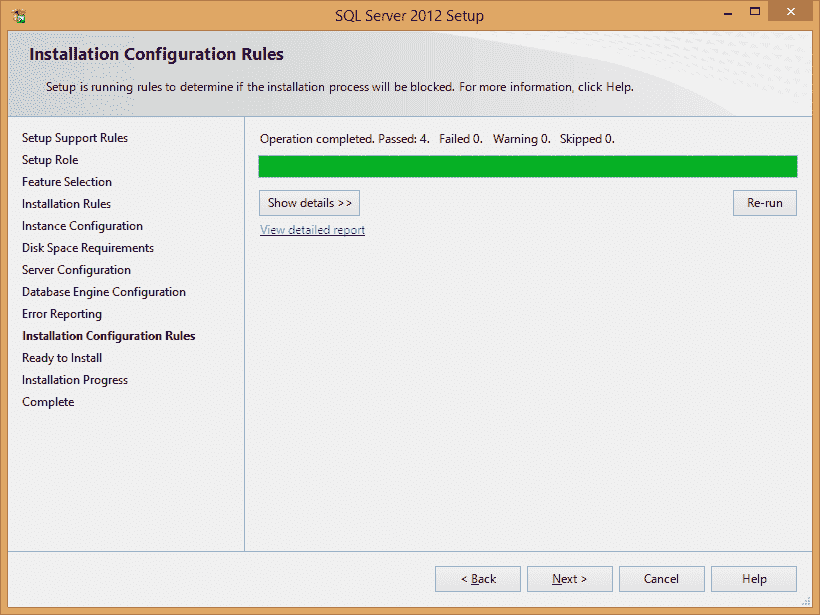 SQL Server 2012 Setup
Installation Configuration Rules
Setup is running rules to determine if the installation process will be blocked. For more information, click Help.
Setup Support Rules
Setup Role
Feature Selection
Installation Rules
Instance Configuration
Disk Space Requirements
Server Configuration
Database Engine Configuration
Error Reporting
Installation Configuration Rules
Ready to Install
Installation Progress
Complete
Operation completed. Passed: 4.   Failed 0.   Warning 0.   Skipped 0.
Show details >>
Re-run
View detailed report
< Back
Next >
Cancel
Help